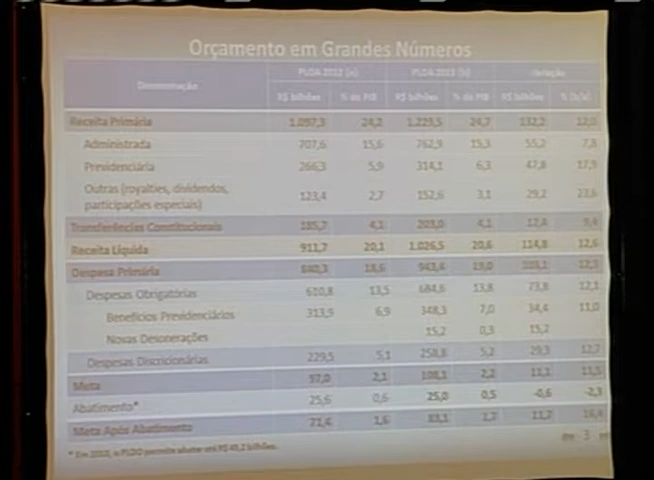 Orçamento em Grandes Números
Denominação PLOA 2012 (a) PLOA 2013 (b) Variação
R$ bilhões % do PIB R$ bilhões % do PIB R$ bilhões % (b/a)
Receita Primária 1.097,3 24,2 1.229,5 24,7 132,2 12,0
Administrada 707,6 15,6 762,9 15,3 55,2 7,8
Previdenciária 266,3 5,9 314,1 6,3 47,8 17,9
Outras (royalties, dividendos, participações especiais) 123,4 2,7 152,6 3,1 29,2 23,6
Transferências Constitucionais 185,7 4,1 203,0 4,1 9,4
Receita Líquida 911,7 20,1 1.026,5 20,6 114,8 12,6
Despesa Primária 18,6 19,0 12,3
Despesas Obrigatórias 610,8 13,5 684,6 13,8 73,8 12,1
Benefícios Previdenciários 313,9 6,9 348,3 7,0 34,4 11,0
Novas Desonerações 15,2 0,3 15,2
Despesas Discricionárias 229,5 5,1 258,8 5,2 29,3 12,7
Meta 97,0 2,1 108,1 2,2 11,1 11,5
Abatimento* 25,6 0,6 25,0 0,5 -0,6 -2,3
Meta Após Abatimento 71,4 1,6 83,1 1,7 11,7 16,4
permite abater até R$ bilhões.
3